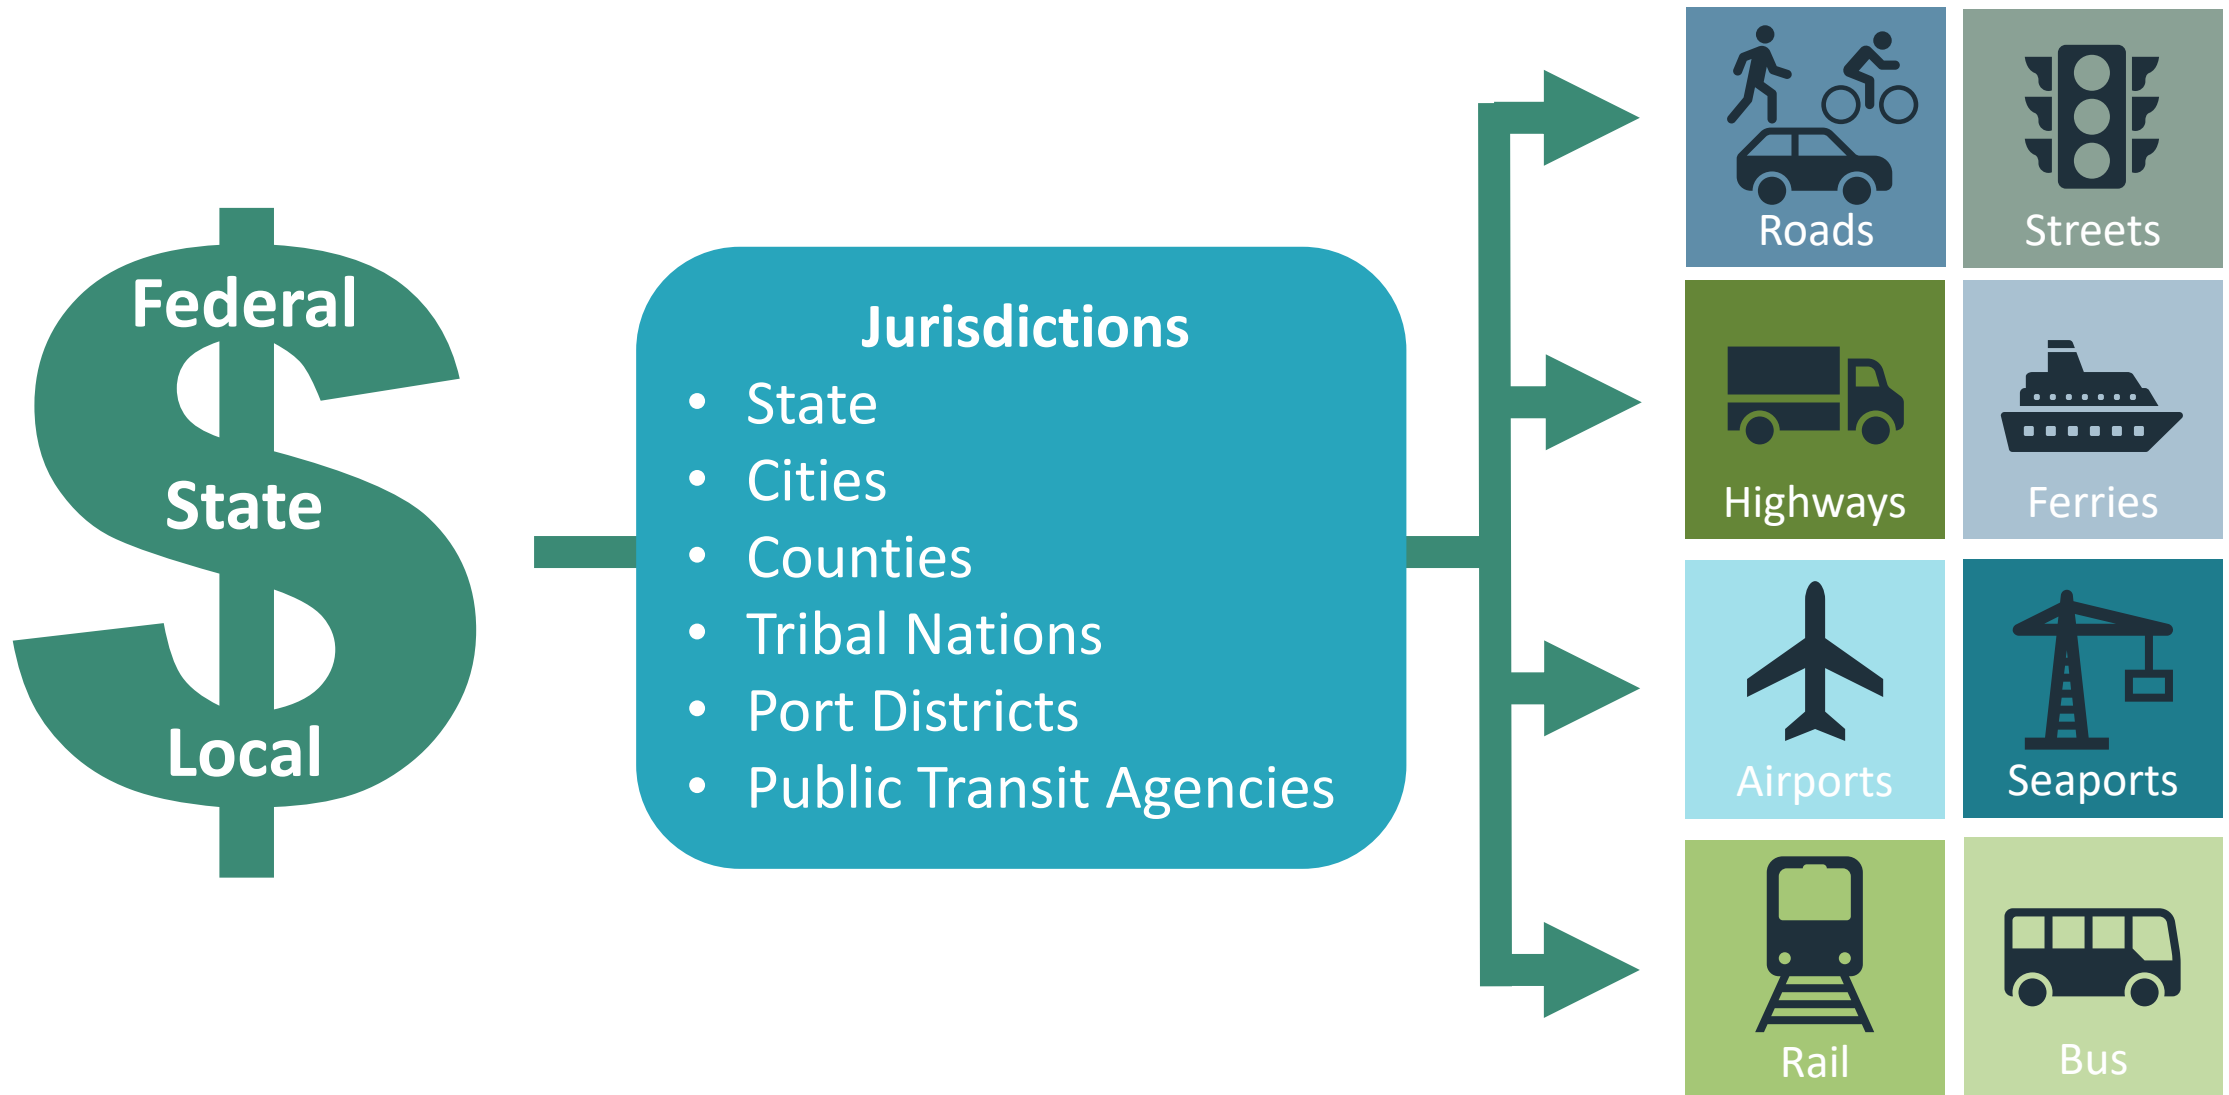 Federal
State
Local
Jurisdictions
• State
• Cities
• Counties
• Tribal Nations
• Port Districts
• Public Transit Agencies
Roads
Streets
Highways
Ferries
Airports
Seaports
Rail
Bus